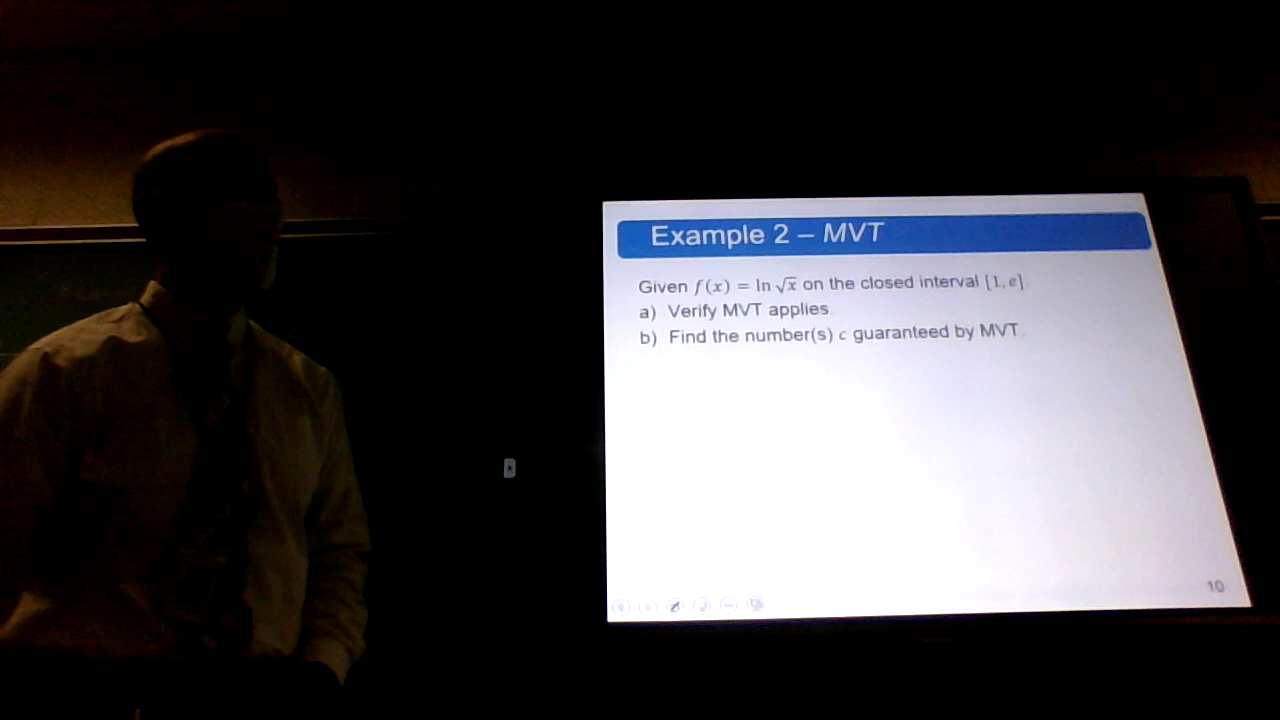 Example 2 – MVT
Given f(x) = ln √x on the closed interval [1, e].
a) Verify MVT applies.
b) Find the number(s) c guaranteed by MVT.
10